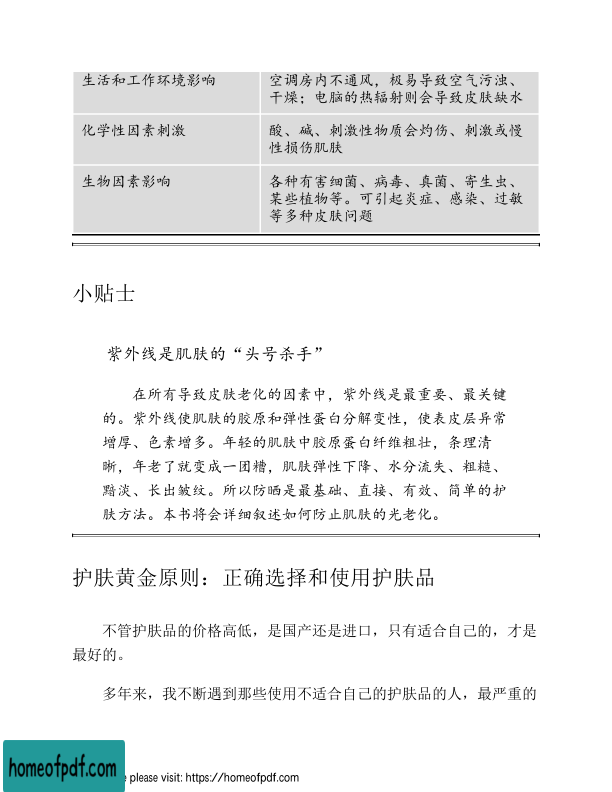 生活和工作环境影响
空调房内不通风，极易导致空气污浊、
干燥；电脑的热辐射则会导致皮肤缺水
化学性因素刺激
酸、碱、刺激性物质会灼伤、刺激或慢
性损伤肌肤
生物因素影响
各种有害细菌、病毒、真菌、寄生虫、
某些植物等。可引起炎症、感染、过敏
等多种皮肤问题
小贴士
紫外线是肌肤的“头号杀手”
在所有导致皮肤老化的因素中，紫外线是最重要、最关键
的。紫外线使肌肤的胶原和弹性蛋白分解变性，使表皮层异常
增厚、色素增多。年轻的肌肤中胶原蛋白纤维粗壮，条理清
晰，年老了就变成一团糟，肌肤弹性下降、水分流失、粗糙、
黯淡、长出皱纹。所以防晒是最基础、直接、有效、简单的护
肤方法。本书将会详细叙述如何防止肌肤的光老化。
护肤黄金原则：正确选择和使用护肤品
不管护肤品的价格高低，是国产还是进口，只有适合自己的，才是
最好的。
多年来，我不断遇到那些使用不适合自己的护肤品的人，最严重的
homeofpdf.com
please visit: https://homeofpdf.com